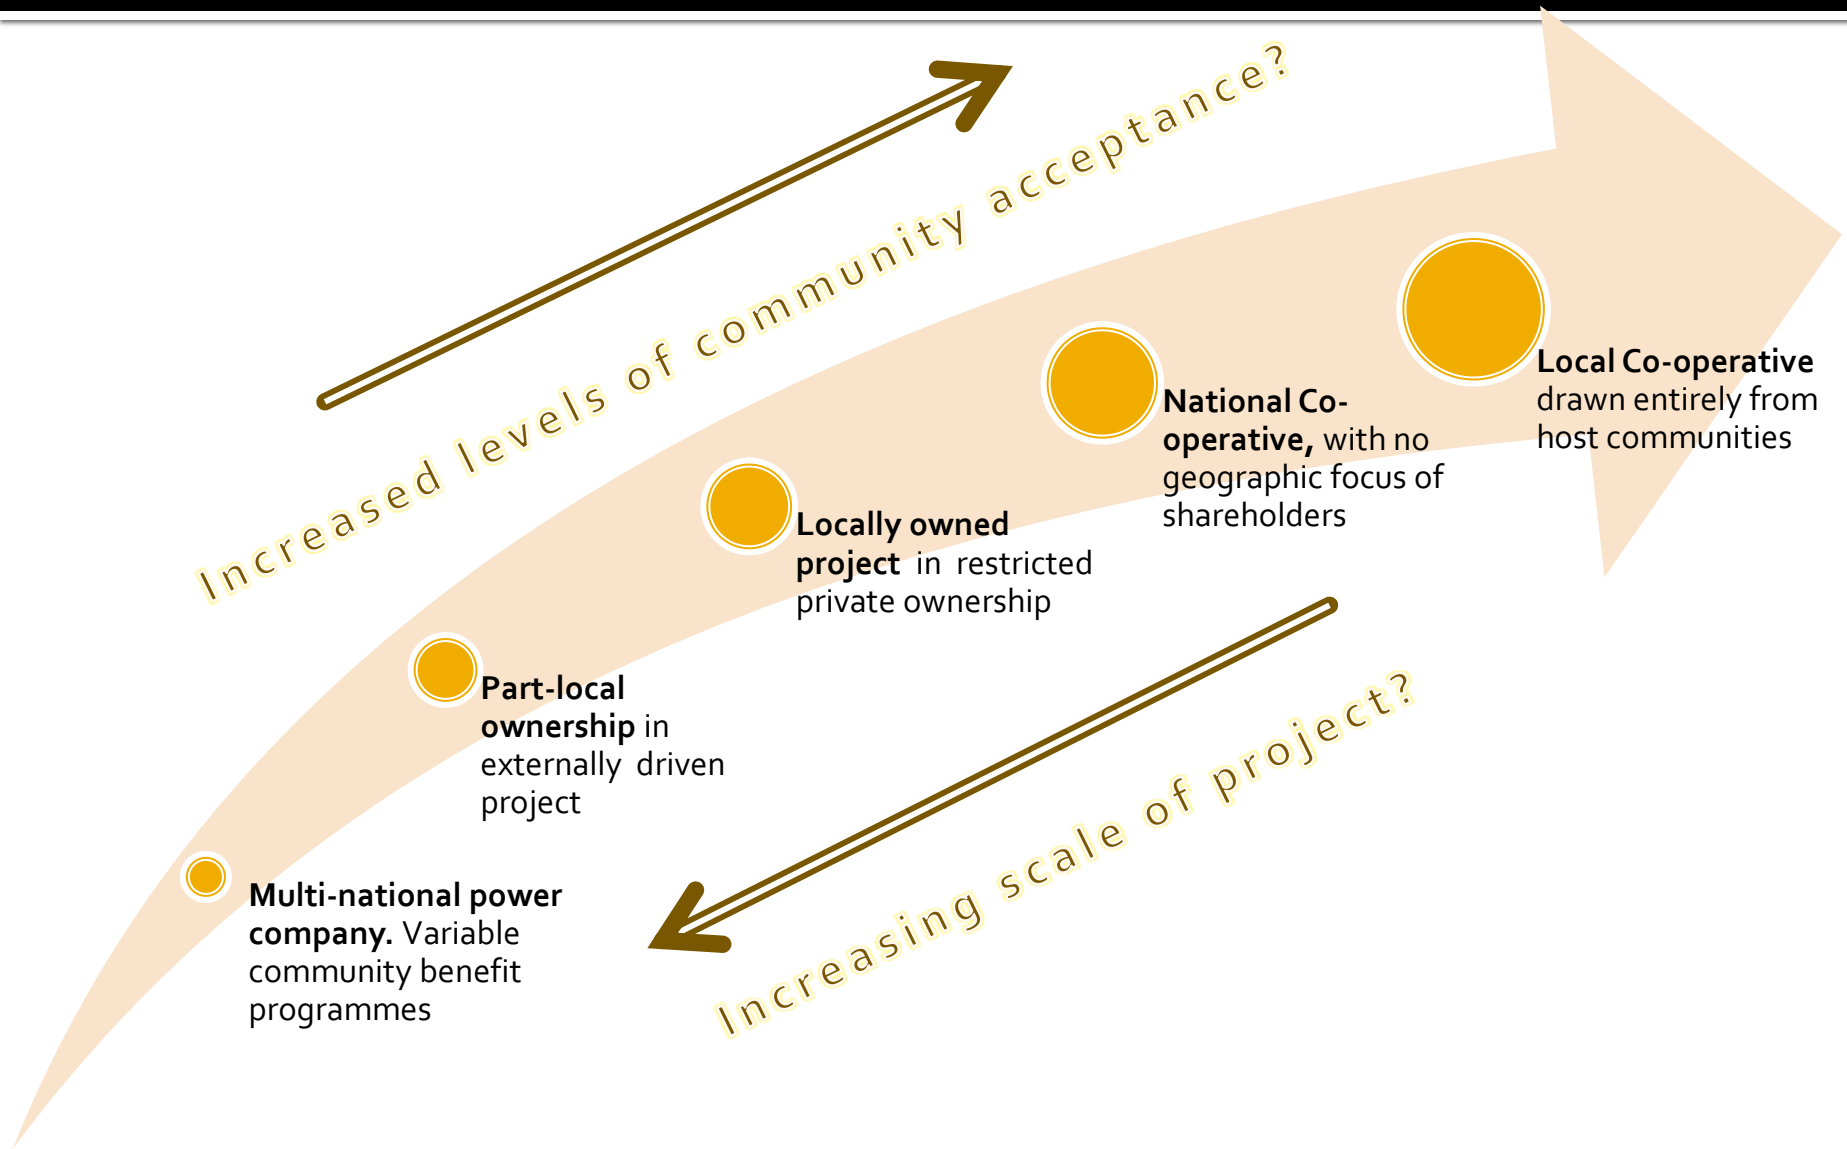 Increased levels of community acceptance?
Local Co-operative
drawn entirely from
host communities
National Co-
operative, with no
geographic focus of
shareholders
Locally owned
project in restricted
private ownership
Part-local
ownership in
externally driven
project
Multi-national power
company. Variable
community benefit
programmes
Increasing scale of project?